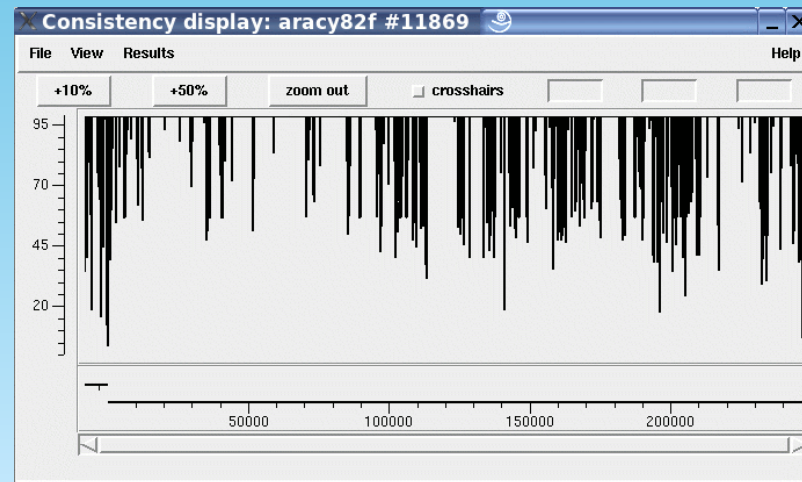 Consistency display: aracy82f #11869
File View Results Help
+10% +50% zoom out crosshairs
95
70
45
20
50000 100000 150000 200000